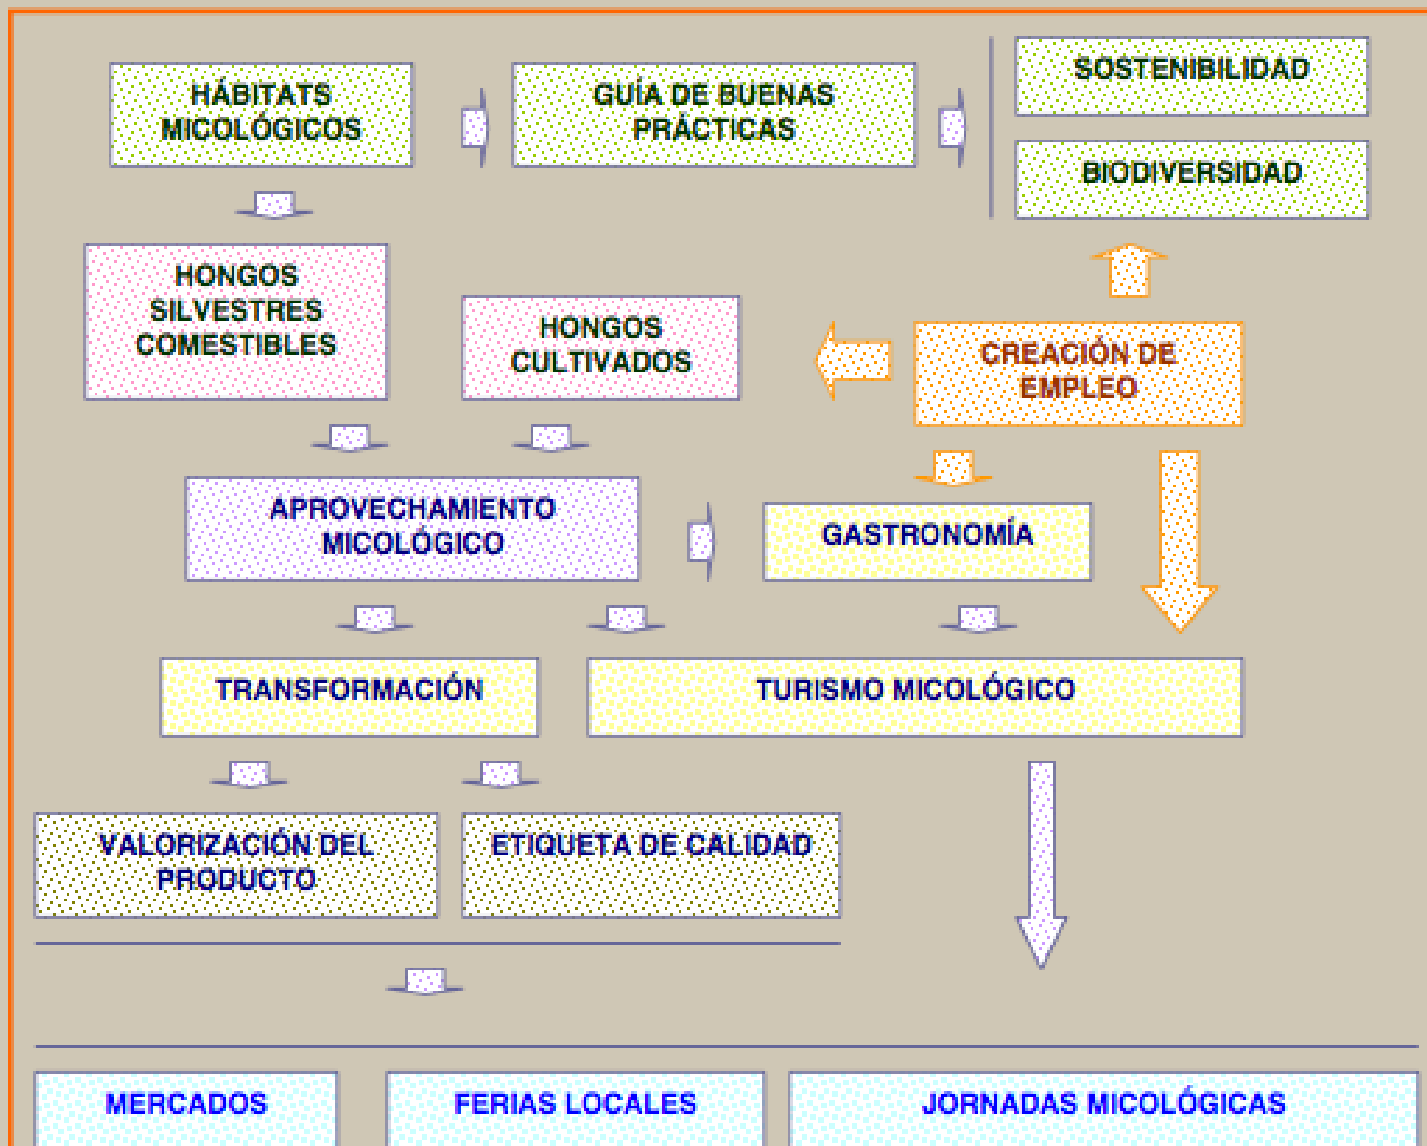 HÁBITATS
MICOLÓGICOS
GUÍA DE BUENAS
PRÁCTICAS
SOSTENIBILIDAD
BIODIVERSIDAD
HONGOS
SILVESTRES
COMESTIBLES
HONGOS
CULTIVADOS
CREACIÓN DE
EMPLEO
APROVECHAMIENTO
MICOLÓGICO
GASTRONOMÍA
TRANSFORMACIÓN
TURISMO MICOLÓGICO
VALORIZACIÓN DEL
PRODUCTO
ETIQUETA DE CALIDAD
MERCADOS
FERIAS LOCALES
JORNADAS MICOLÓGICAS